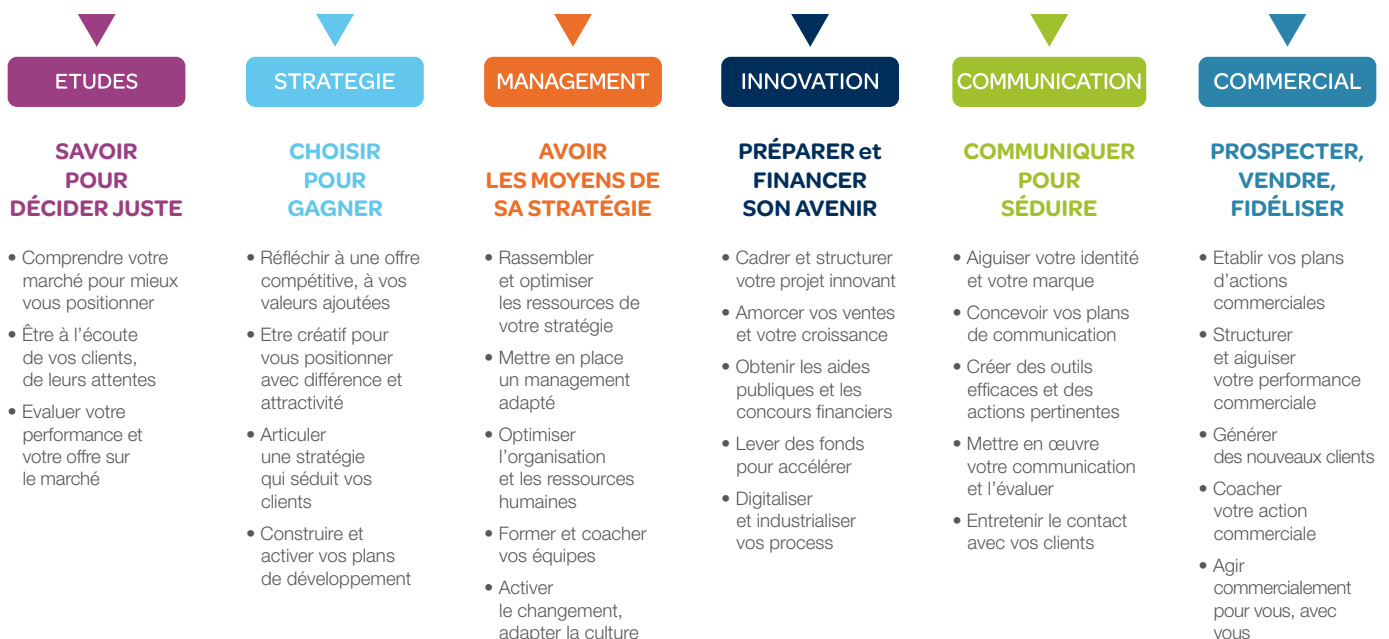 ETUDES
SAVOIR
POUR
DÉCIDER JUSTE
• Comprendre votre
marché pour mieux
vous positionner
• Être à l’écoute
de vos clients,
de leurs attentes
• Evaluer votre
performance et
votre offre sur
le marché
STRATEGIE
CHOISIR
POUR
GAGNER
• Réfléchir à une offre
compétitive, à vos
valeurs ajoutées
• Etre créatif pour
vous positionner
avec différence et
attractivité
• Articuler
une stratégie
qui séduit vos
clients
• Construire et
activer vos plans
de développement
MANAGEMENT
AVOIR
LES MOYENS DE
SA STRATÉGIE
• Rassembler
et optimiser
les ressources de
votre stratégie
• Mettre en place
un management
adapté
• Optimiser
l’organisation
et les ressources
humaines
• Former et coacher
vos équipes
• Activer
le changement,
adapter la culture
INNOVATION
PRÉPARER et
FINANCER
SON AVENIR
• Cadrer et structurer
votre projet innovant
• Amorcer vos ventes
et votre croissance
• Obtenir les aides
publiques et les
concours financiers
• Lever des fonds
pour accélérer
• Digitaliser
et industrialiser
vos process
COMMUNICATION
COMMUNIQUER
POUR
SÉDUIRE
• Aiguiser votre identité
et votre marque
• Concevoir vos plans
de communication
• Créer des outils
efficaces et des
actions pertinentes
• Mettre en œuvre
votre communication
et l’évaluer
• Entretenir le contact
avec vos clients
COMMERCIAL
PROSPECTER,
VENDRE,
FIDÉLISER
• Etablir vos plans
d’actions
commerciales
• Structurer
et aiguiser
votre performance
commerciale
• Générer
des nouveaux clients
• Coacher
votre action
commerciale
• Agir
commercialement
pour vous, avec
vous